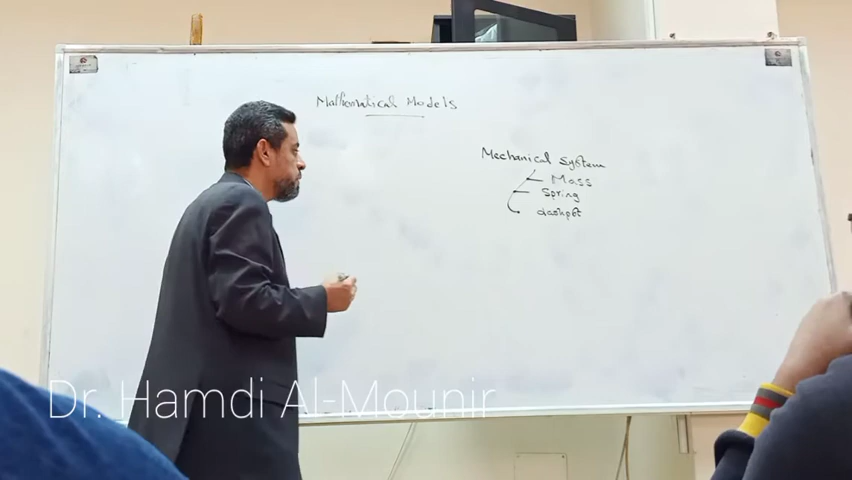 Mathematical Models
Mechanical System
Mass
Spring
dashpot
Dr. Hamdi Al-Mounir